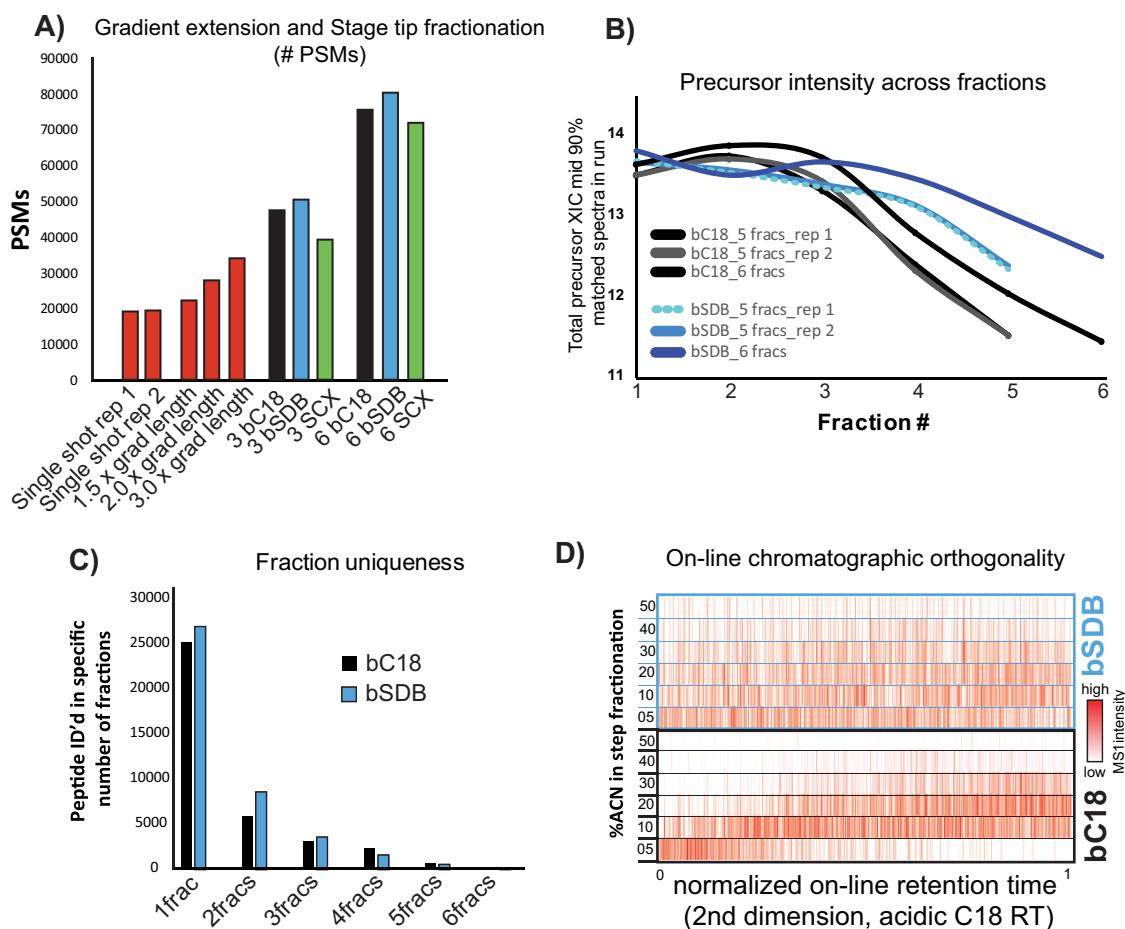 A)
Gradient extension and Stage tip fractionation
(# PSMs)
PSMs
90000
80000
70000
60000
50000
40000
30000
20000
10000
0
Single shot rep 1
Single shot rep 2
1.5 x grad length
2.0 x grad length
3.0 x grad length
3 bC18
3 bSDB
3 SCX
6 bC18
6 bSDB
6 SCX
B)
Precursor intensity across fractions
Total precursor XIC mid 90%
matched spectra in run
14
13
12
11
bC18_5 fracs_rep 1
bC18_5 fracs_rep 2
bC18_6 fracs
bSDB_5 fracs_rep 1
bSDB_5 fracs_rep 2
bSDB_6 fracs
1 2 3 4 5 6
Fraction #
C)
Fraction uniqueness
Peptide ID'd in specific
number of fractions
30000
25000
20000
15000
10000
5000
0
bC18
bSDB
1frac
2fracs
3fracs
4fracs
5fracs
6fracs
D)
On-line chromatographic orthogonality
%ACN in step fractionation
50
40
30
20
10
05
50
40
30
20
10
05
bSDB
bC18
high
low
MS1intensity
0 1
normalized on-line retention time
(2nd dimension, acidic C18 RT)